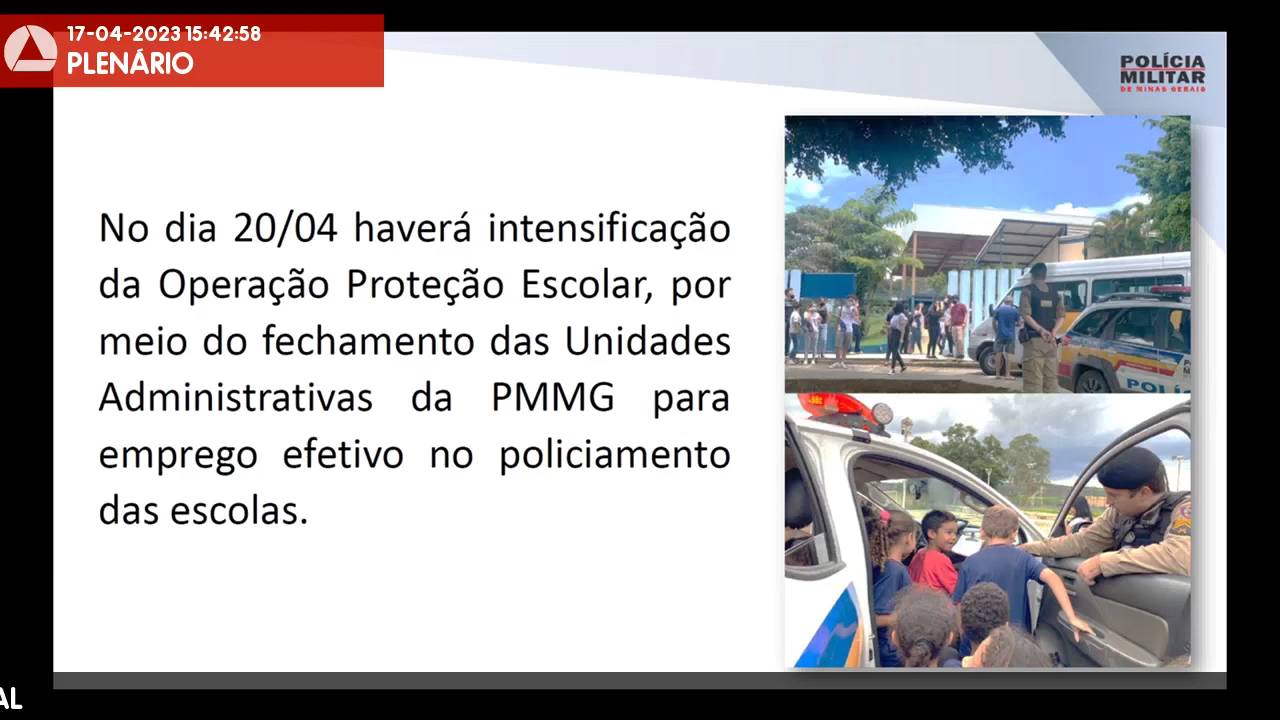 17-04-2023 15:42:58
PLENÁRIO
POLÍCIA
MILITAR
DE MINAS GERAIS
No dia 20/04 haverá intensificação
da Operação Proteção Escolar, por
meio do fechamento das Unidades
Administrativas da PMMG para
emprego efetivo no policiamento
das escolas.
POLÍC
AL